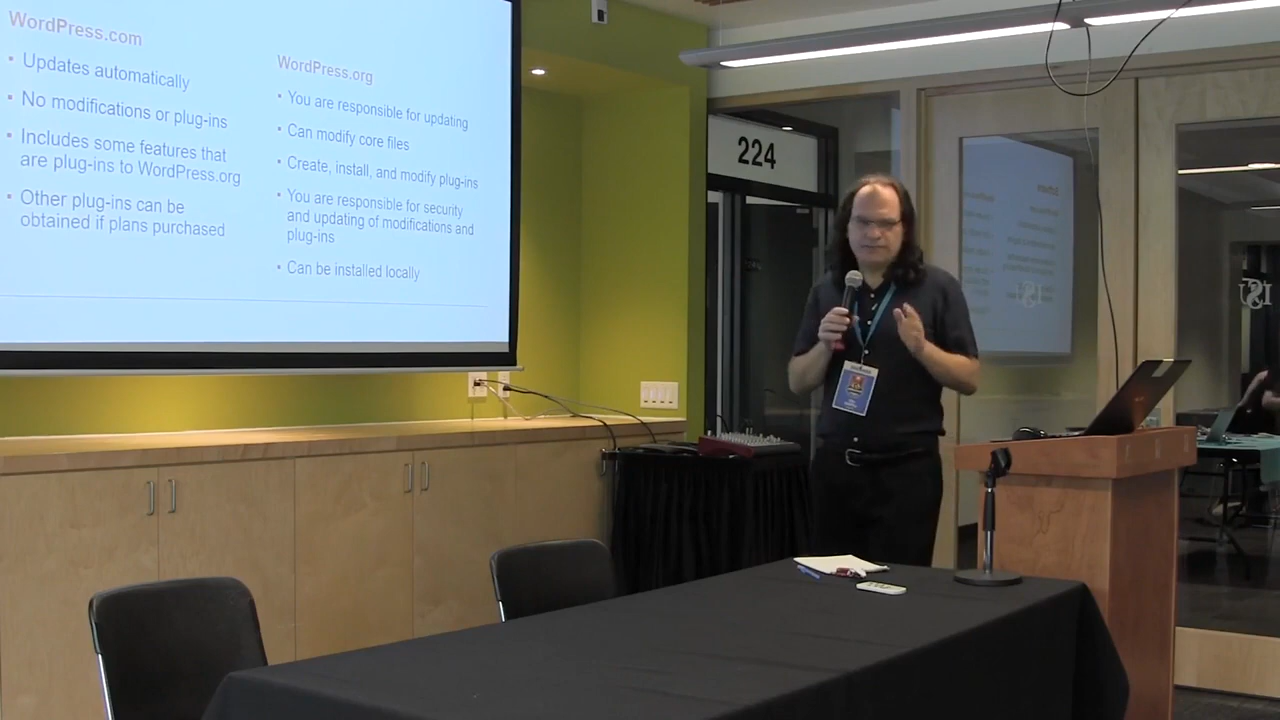 WordPress.com
▪ Updates automatically
▪ No modifications or plug-ins
▪ Includes some features that
are plug-ins to WordPress.org
▪ Other plug-ins can be
obtained if plans purchased
WordPress.org
▪ You are responsible for updating
▪ Can modify core files
▪ Create, install, and modify plug-ins
▪ You are responsible for security
and updating of modifications and
plug-ins
▪ Can be installed locally
224